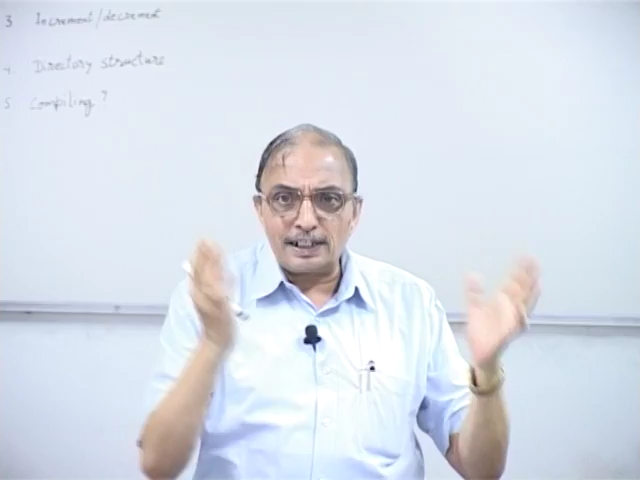 3 Increment/decrement
4. Directory structure
5 Compiling?